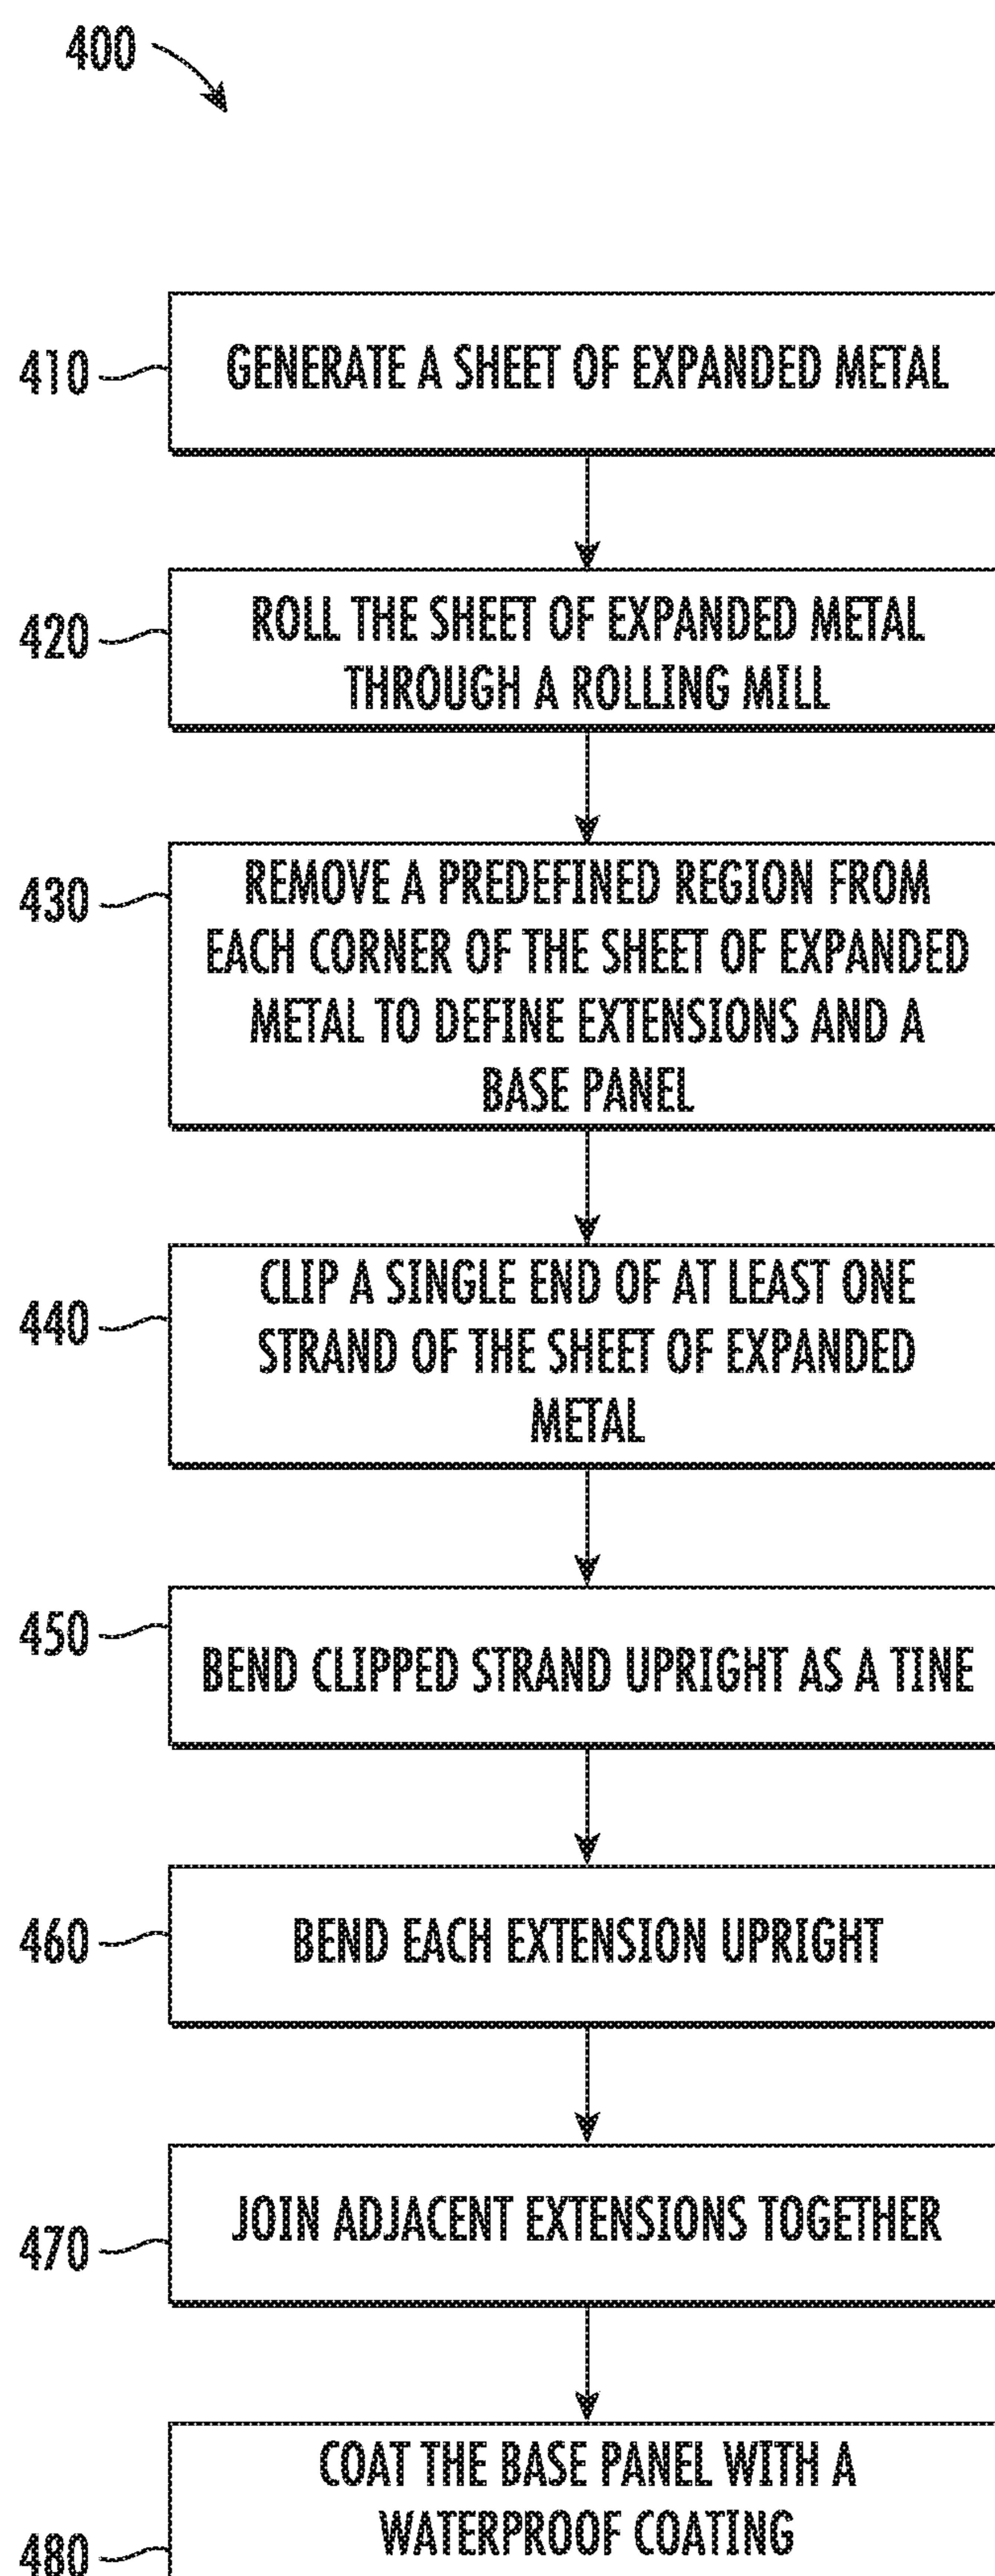 400
410
GENERATE A SHEET OF EXPANDED METAL
420
ROLL THE SHEET OF EXPANDED METAL
THROUGH A ROLLING MILL
430
REMOVE A PREDEFINED REGION FROM
EACH CORNER OF THE SHEET OF EXPANDED
METAL TO DEFINE EXTENSIONS AND A
BASE PANEL
440
CLIP A SINGLE END OF AT LEAST ONE
STRAND OF THE SHEET OF EXPANDED
METAL
450
BEND CLIPPED STRAND UPRIGHT AS A TINE
460
BEND EACH EXTENSION UPRIGHT
470
JOIN ADJACENT EXTENSIONS TOGETHER
480
COAT THE BASE PANEL WITH A
WATERPROOF COATING